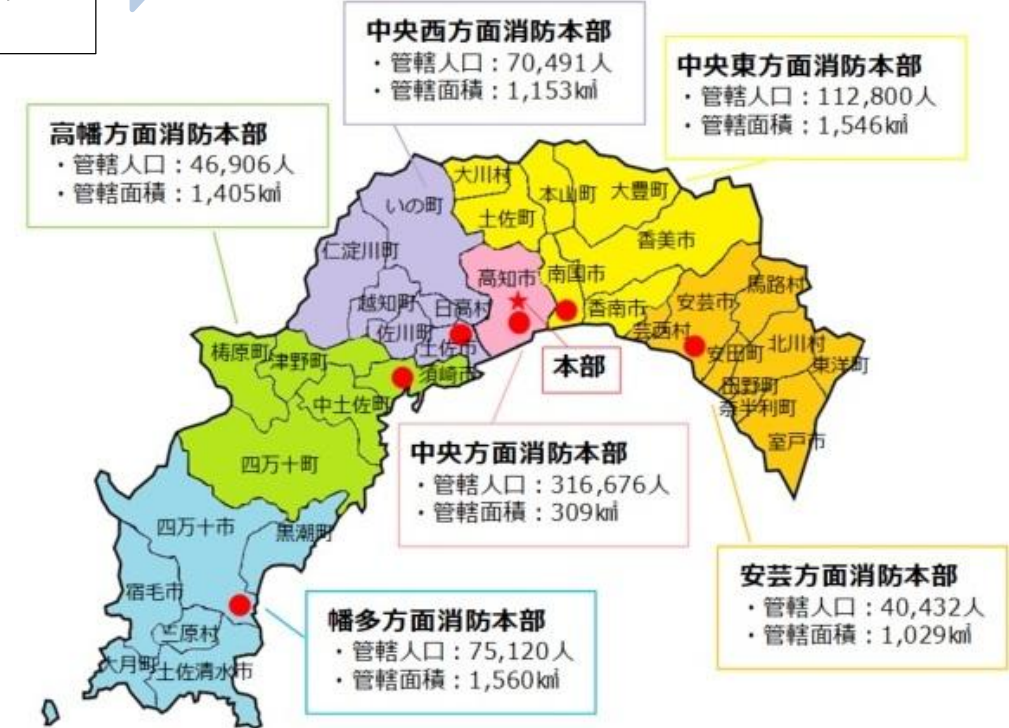 中央西方面消防本部
・管轄人口：70,491人
・管轄面積：1,153㎢
中央東方面消防本部
・管轄人口：112,800人
・管轄面積：1,546㎢
高幡方面消防本部
・管轄人口：46,906人
・管轄面積：1,405㎢
大川村
本山町
大豊町
いの町
土佐町
香美市
仁淀川町
高知市
南国市
馬路村
越知町
日高村
香南市
安芸市
佐川町
土佐市
芸西村
北川村
安田町
東洋町
梼原町
津野町
須崎市
本部
田野町
中土佐町
奈半利町
室戸市
四万十町
中央方面消防本部
・管轄人口：316,676人
・管轄面積：309㎢
四万十市
黒潮町
宿毛市
三原村
大月町
土佐清水市
幡多方面消防本部
・管轄人口：75,120人
・管轄面積：1,560㎢
安芸方面消防本部
・管轄人口：40,432人
・管轄面積：1,029㎢